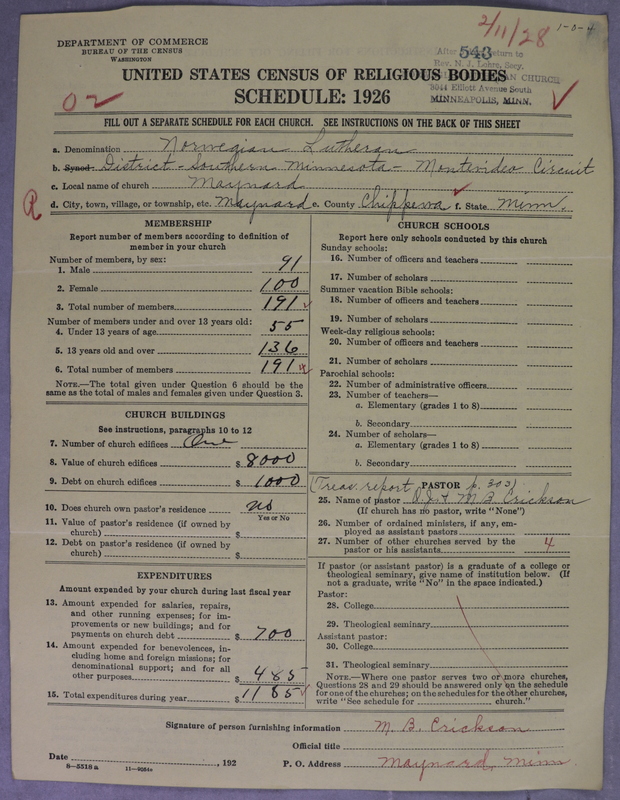 2/11/28 1-0-4
DEPARTMENT OF COMMERCE
BUREAU OF THE CENSUS
WASHINGTON
543
After return to
Rev. N. J. Lohre, Secy.
AN CHURCH
Elliott Avenue South
MINNEAPOLIS, MINN.
UNITED STATES CENSUS OF RELIGIOUS BODIES
SCHEDULE: 1926
02
FILL OUT A SEPARATE SCHEDULE FOR EACH CHURCH. SEE INSTRUCTIONS ON THE BACK OF THIS SHEET
a. Denomination Norwegian Lutheran
b. Synod District - Southern Minnesota - Montevideo Circuit
c. Local name of church Maynard
R d. City, town, village, or township, etc. Maynard e. County Chippewa f. State Minn.
MEMBERSHIP
Report number of members according to definition of
member in your church
Number of members, by sex:
1. Male 91
2. Female 100
3. Total number of members 191
Number of members under and over 13 years old:
4. Under 13 years of age 55
5. 13 years old and over 136
6. Total number of members 191
NOTE.—The total given under Question 6 should be the
same as the total of males and females given under Question 3.
CHURCH BUILDINGS
See instructions, paragraphs 10 to 12
7. Number of church edifices One
8. Value of church edifices $ 8000
9. Debt on church edifices $ 1000
10. Does church own pastor's residence no
Yes or No
11. Value of pastor's residence (if owned by
church) $
12. Debt on pastor's residence (if owned by
church) $
EXPENDITURES
Amount expended by your church during last fiscal year
13. Amount expended for salaries, repairs,
and other running expenses; for im-
provements or new buildings; and for
payments on church debt $ 700
14. Amount expended for benevolences, in-
cluding home and foreign missions; for
denominational support; and for all
other purposes $ 485
15. Total expenditures during year $ 1185
CHURCH SCHOOLS
Report here only schools conducted by this church
Sunday schools:
16. Number of officers and teachers
17. Number of scholars
Summer vacation Bible schools:
18. Number of officers and teachers
19. Number of scholars
Week-day religious schools:
20. Number of officers and teachers
21. Number of scholars
Parochial schools:
22. Number of administrative officers
23. Number of teachers—
a. Elementary (grades 1 to 8)
b. Secondary
24. Number of scholars—
a. Elementary (grades 1 to 8)
b. Secondary
(Treas. report PASTOR p. 303)
25. Name of pastor M. B. Erickson
(If church has no pastor, write "None")
26. Number of ordained ministers, if any, em-
ployed as assistant pastors
27. Number of other churches served by the
pastor or his assistants 4
If pastor (or assistant pastor) is a graduate of a college or
theological seminary, give name of institution below. (If
not a graduate, write "No" in the space indicated.)
Pastor:
28. College
29. Theological seminary
Assistant pastor:
30. College
31. Theological seminary
NOTE.—Where one pastor serves two or more churches,
Questions 28 and 29 should be answered only on the schedule
for one of the churches; on the schedules for the other churches,
write "See schedule for church."
Signature of person furnishing information M. B. Erickson
Official title
Date , 192 P. O. Address Maynard, Minn.
8-5518a 11-9084a